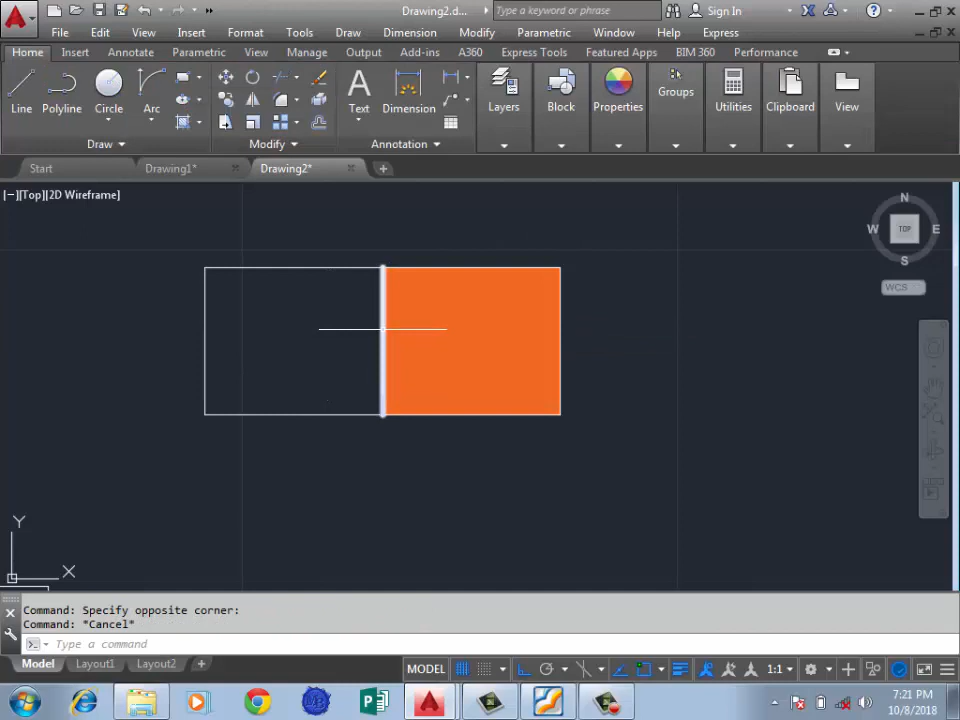 Drawing2.d...
Type a keyword or phrase
Sign In
File Edit View Insert Format Tools Draw Dimension Modify Parametric Window Help Express
Home Insert Annotate Parametric View Manage Output Add-ins A360 Express Tools Featured Apps BIM 360 Performance
Line Polyline Circle Arc Text Dimension Layers Block Properties Groups Utilities Clipboard View
Draw Modify Annotation
Start Drawing1* Drawing2*
[−][Top][2D Wireframe]
N
W TOP E
S
WCS
Y
X
Command: Specify opposite corner:
Command: *Cancel*
Type a command
Model Layout1 Layout2 MODEL 1:1
7:21 PM
10/8/2018